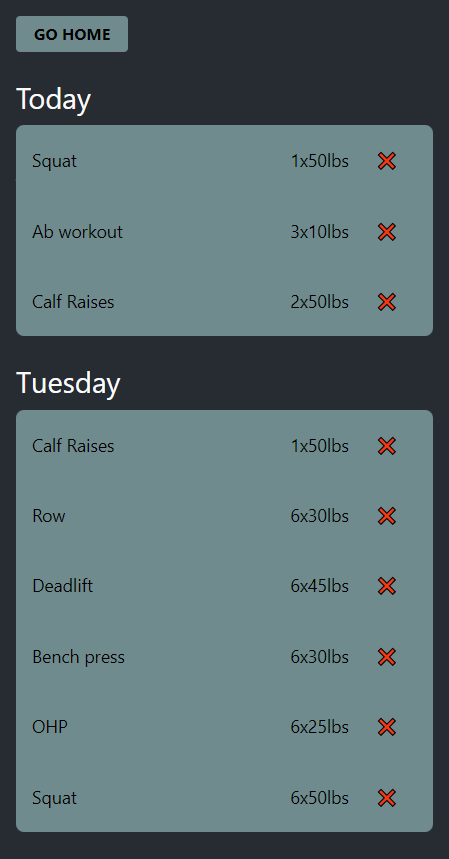 GO HOME
Today
Squat 1x50lbs ❌
Ab workout 3x10lbs ❌
Calf Raises 2x50lbs ❌
Tuesday
Calf Raises 1x50lbs ❌
Row 6x30lbs ❌
Deadlift 6x45lbs ❌
Bench press 6x30lbs ❌
OHP 6x25lbs ❌
Squat 6x50lbs ❌